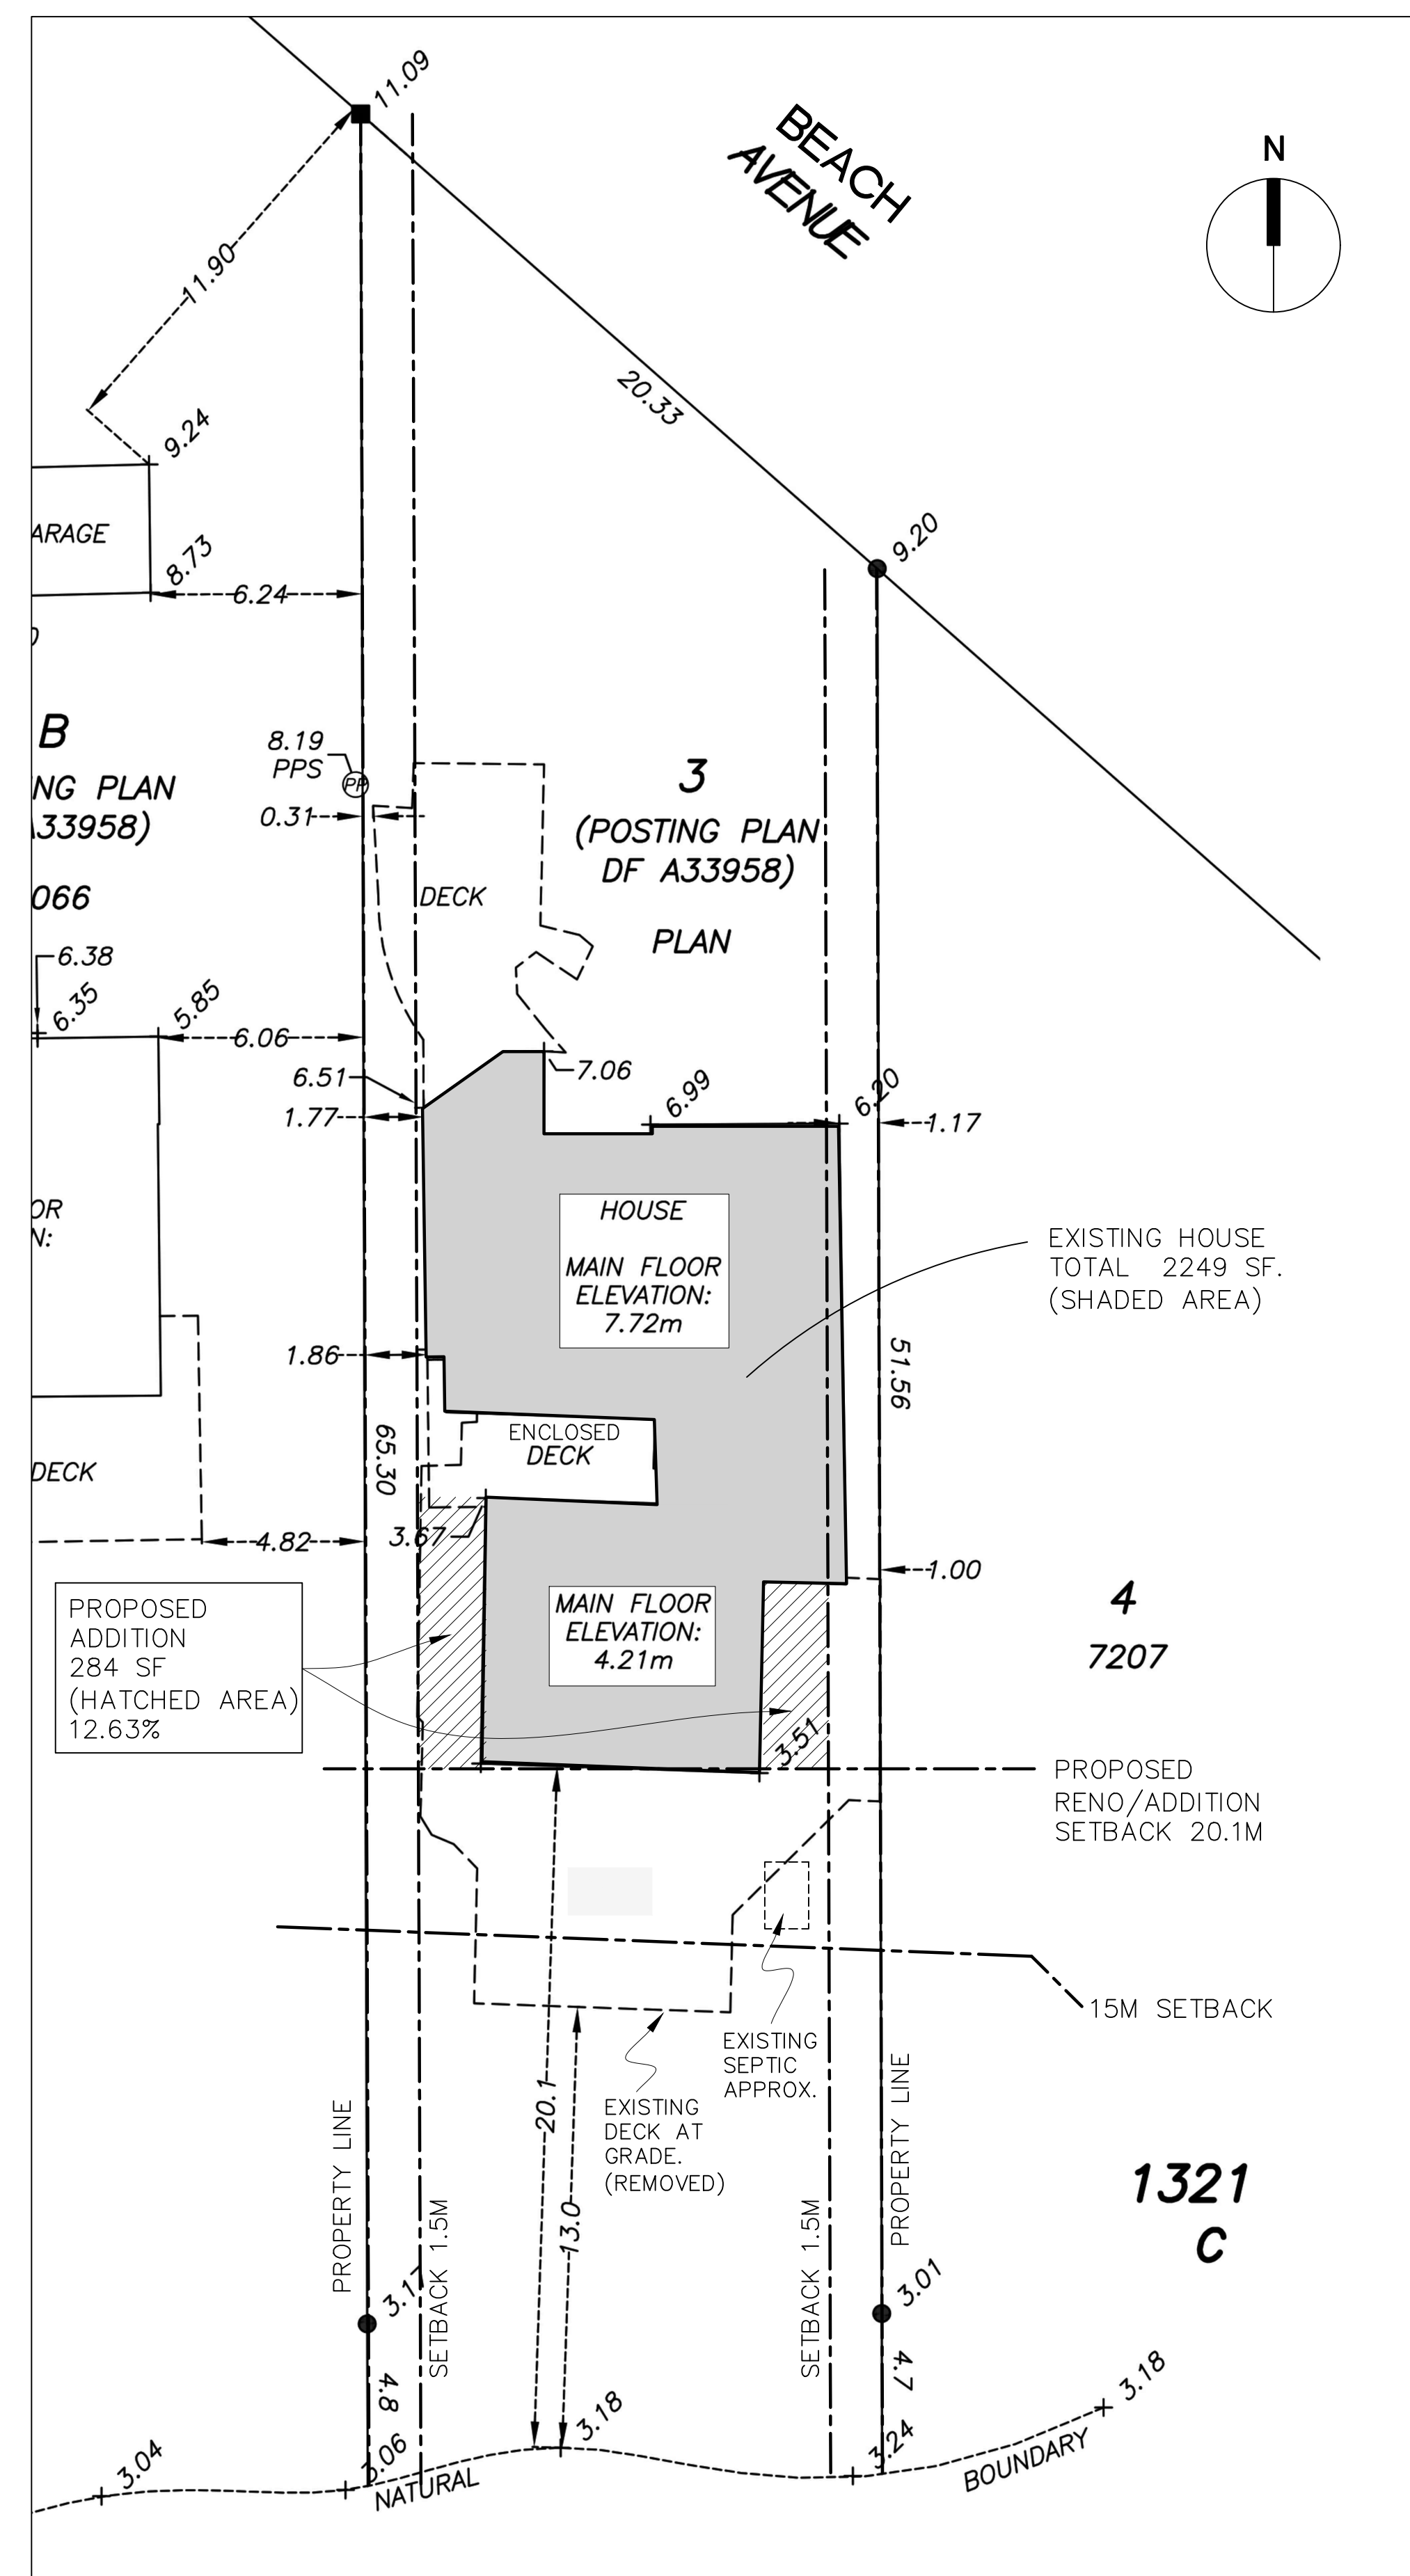 11.09
BEACH
AVENUE
N
11.90
20.33
9.24
ARAGE
8.73
6.24
9.20
B
NG PLAN
33958)
066
8.19
PPS
PP
0.31
3
(POSTING PLAN
DF A33958)
PLAN
DECK
6.38
6.35
5.85
6.06
6.51
1.77
7.06
6.99
6.20
1.17
OR
N:
HOUSE
MAIN FLOOR
ELEVATION:
7.72m
EXISTING HOUSE
TOTAL 2249 SF.
(SHADED AREA)
1.86
51.56
65.30
ENCLOSED
DECK
DECK
4.82
3.67
1.00
PROPOSED
ADDITION
284 SF
(HATCHED AREA)
12.63%
MAIN FLOOR
ELEVATION:
4.21m
4
7207
3.51
PROPOSED
RENO/ADDITION
SETBACK 20.1M
15M SETBACK
EXISTING
SEPTIC
APPROX.
EXISTING
DECK AT
GRADE.
(REMOVED)
20.1
13.0
PROPERTY LINE
SETBACK 1.5M
SETBACK 1.5M
PROPERTY LINE
1321
C
3.17
3.01
4.8
4.7
3.18
3.18
3.04
3.06
3.24
NATURAL
BOUNDARY